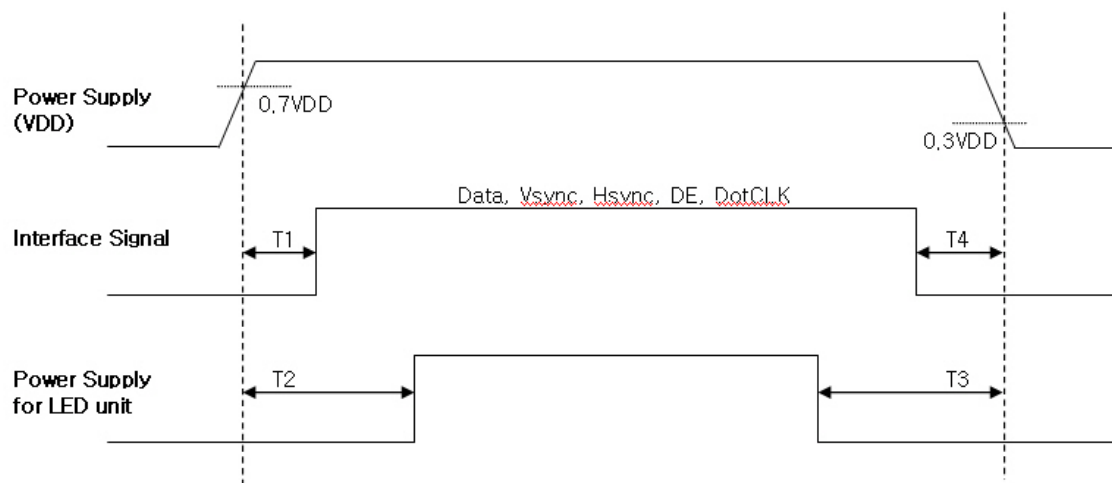 Power Supply
(VDD)
0,7VDD
0,3VDD
Data, Vsync, Hsync, DE, DotCLK
Interface Signal
T1
T4
Power Supply
for LED unit
T2
T3